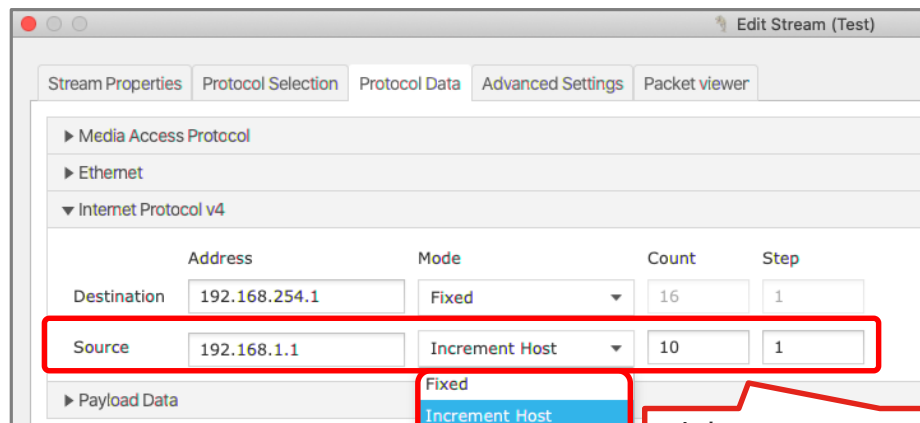 Edit Stream (Test)
Stream Properties Protocol Selection Protocol Data Advanced Settings Packet viewer
Media Access Protocol
Ethernet
Internet Protocol v4
Address Mode Count Step
Destination 192.168.254.1 Fixed 16 1
Source 192.168.1.1 Increment Host 10 1
Fixed
Payload Data
Increment Host